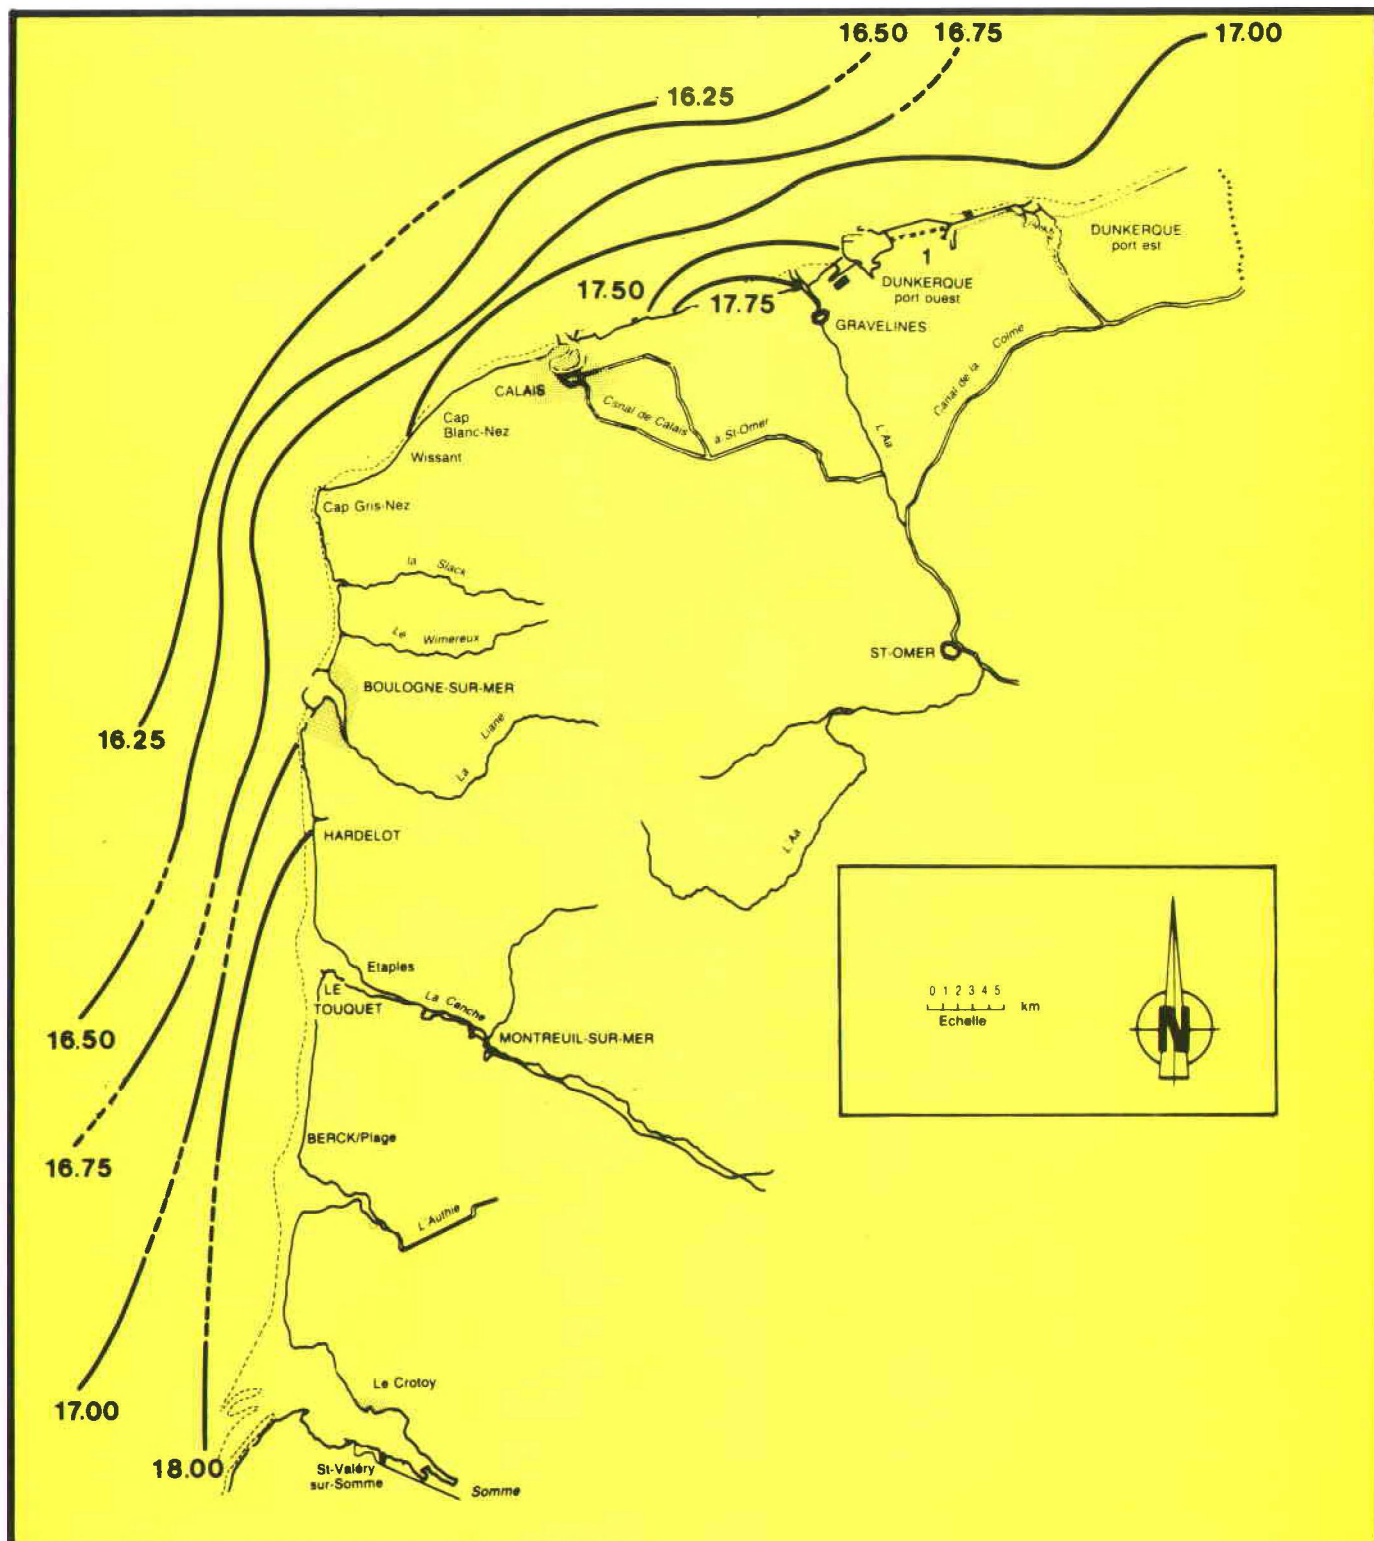 16.50
16.75
17.00
16.25
DUNKERQUE
port est
1
17.50
17.75
DUNKERQUE
port ouest
GRAVELINES
Canal de la Colme
CALAIS
Canal de Calais à St-Omer
L'Aa
Cap
Blanc-Nez
Wissant
Cap Gris-Nez
la Slack
Le Wimereux
ST-OMER
BOULOGNE-SUR-MER
La Liane
16.25
HARDELOT
L'Aa
Etaples
LE
TOUQUET
La Canche
MONTREUIL-SUR-MER
0 1 2 3 4 5
km
Echelle
N
16.50
BERCK/Plage
16.75
L'Authie
Le Crotoy
17.00
18.00
St-Valéry
sur-Somme
Somme